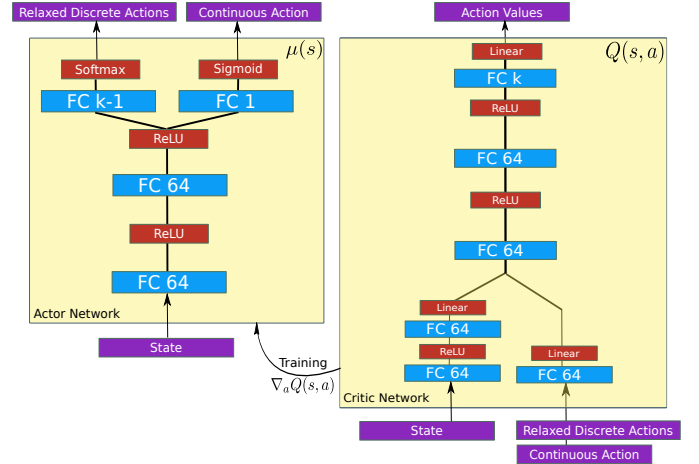 Relaxed Discrete Actions
Continuous Action
μ(s)
Softmax
Sigmoid
FC k-1
FC 1
ReLU
FC 64
ReLU
FC 64
Actor Network
State
Training
∇ₐQ(s, a)
Action Values
Q(s, a)
Linear
FC k
ReLU
FC 64
ReLU
FC 64
Linear
FC 64
ReLU
FC 64
Linear
FC 64
Critic Network
State
Relaxed Discrete Actions
Continuous Action